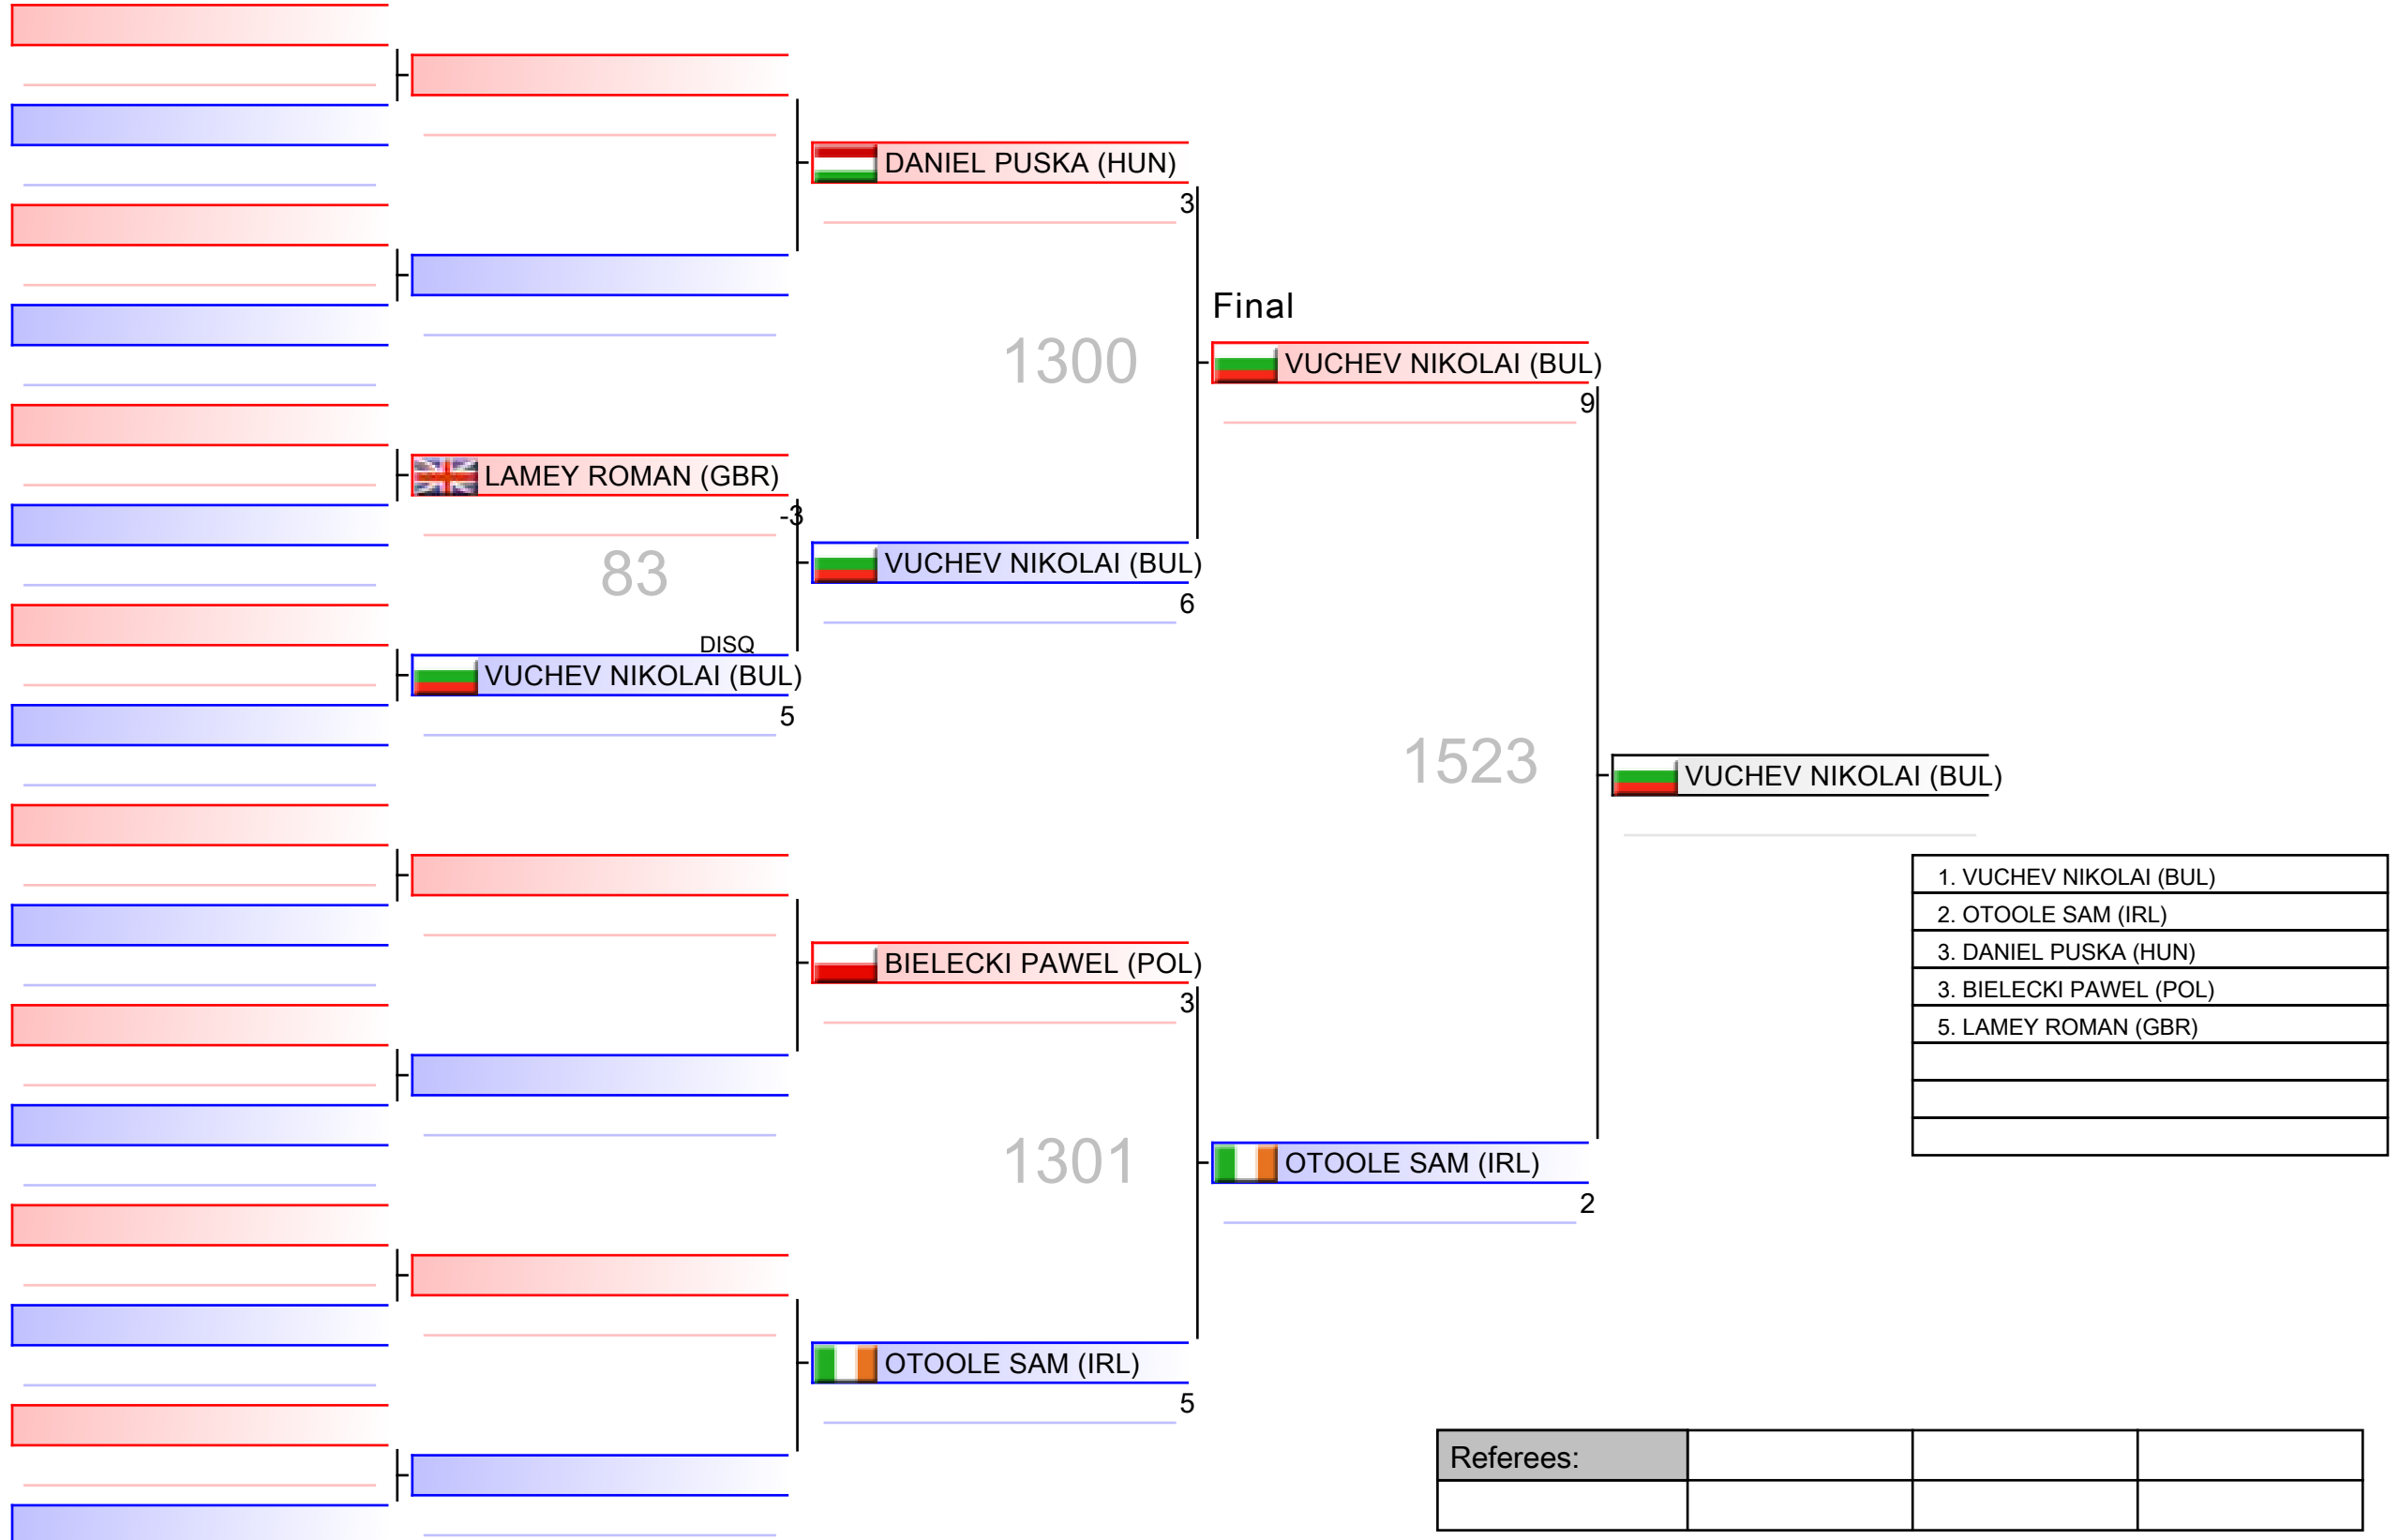 DANIEL PUSKA (HUN)
3
1300
Final
VUCHEV NIKOLAI (BUL)
9
LAMEY ROMAN (GBR)
-3
83
VUCHEV NIKOLAI (BUL)
6
DISQ
VUCHEV NIKOLAI (BUL)
5
1523
VUCHEV NIKOLAI (BUL)
1. VUCHEV NIKOLAI (BUL)
2. OTOOLE SAM (IRL)
3. DANIEL PUSKA (HUN)
3. BIELECKI PAWEL (POL)
5. LAMEY ROMAN (GBR)
BIELECKI PAWEL (POL)
3
1301
OTOOLE SAM (IRL)
2
OTOOLE SAM (IRL)
5
Referees: